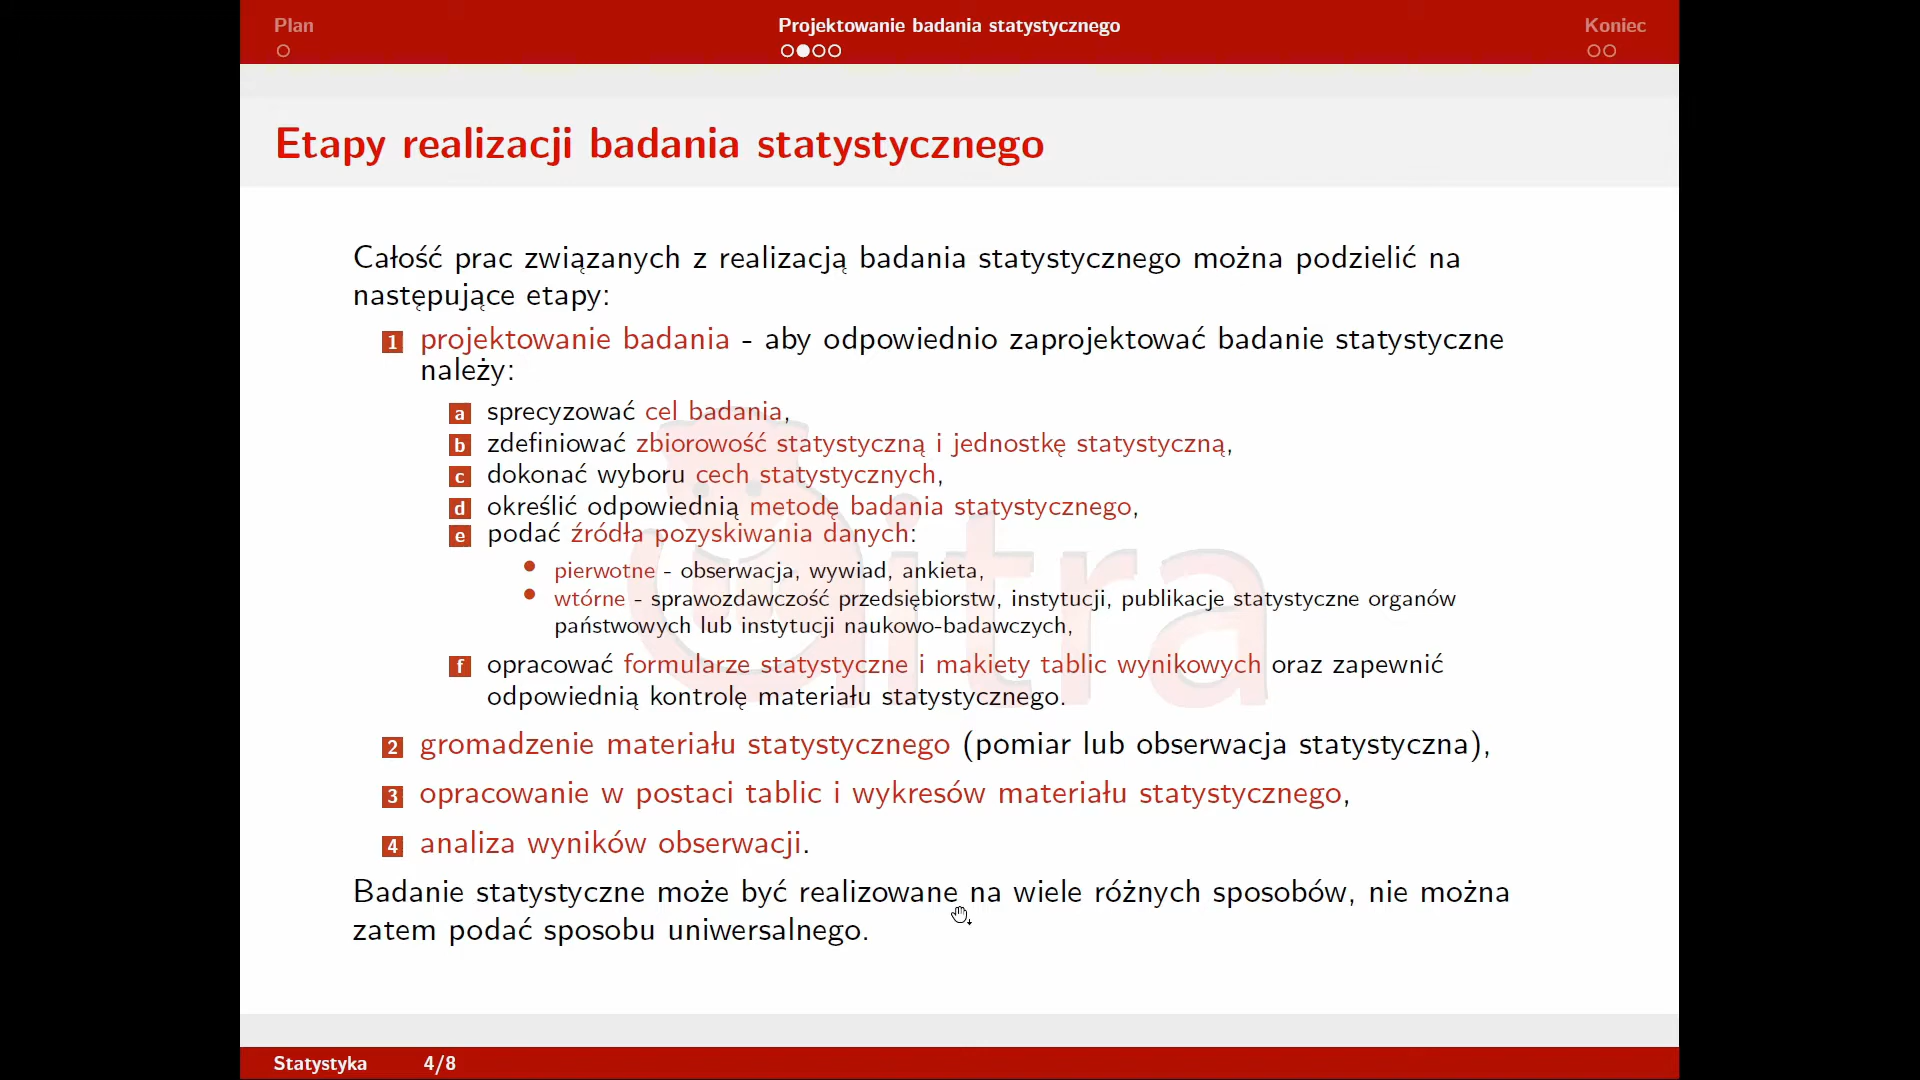 Plan
Projektowanie badania statystycznego
Koniec
Etapy realizacji badania statystycznego
Całość prac związanych z realizacją badania statystycznego można podzielić na
następujące etapy:
1 projektowanie badania - aby odpowiednio zaprojektować badanie statystyczne
należy:
a sprecyzować cel badania,
b zdefiniować zbiorowość statystyczną i jednostkę statystyczną,
c dokonać wyboru cech statystycznych,
d określić odpowiednią metodę badania statystycznego,
e podać źródła pozyskiwania danych:
• pierwotne - obserwacja, wywiad, ankieta,
• wtórne - sprawozdawczość przedsiębiorstw, instytucji, publikacje statystyczne organów
państwowych lub instytucji naukowo-badawczych,
f opracować formularze statystyczne i makiety tablic wynikowych oraz zapewnić
odpowiednią kontrolę materiału statystycznego.
2 gromadzenie materiału statystycznego (pomiar lub obserwacja statystyczna),
3 opracowanie w postaci tablic i wykresów materiału statystycznego,
4 analiza wyników obserwacji.
Badanie statystyczne może być realizowane na wiele różnych sposobów, nie można
zatem podać sposobu uniwersalnego.
Statystyka 4/8